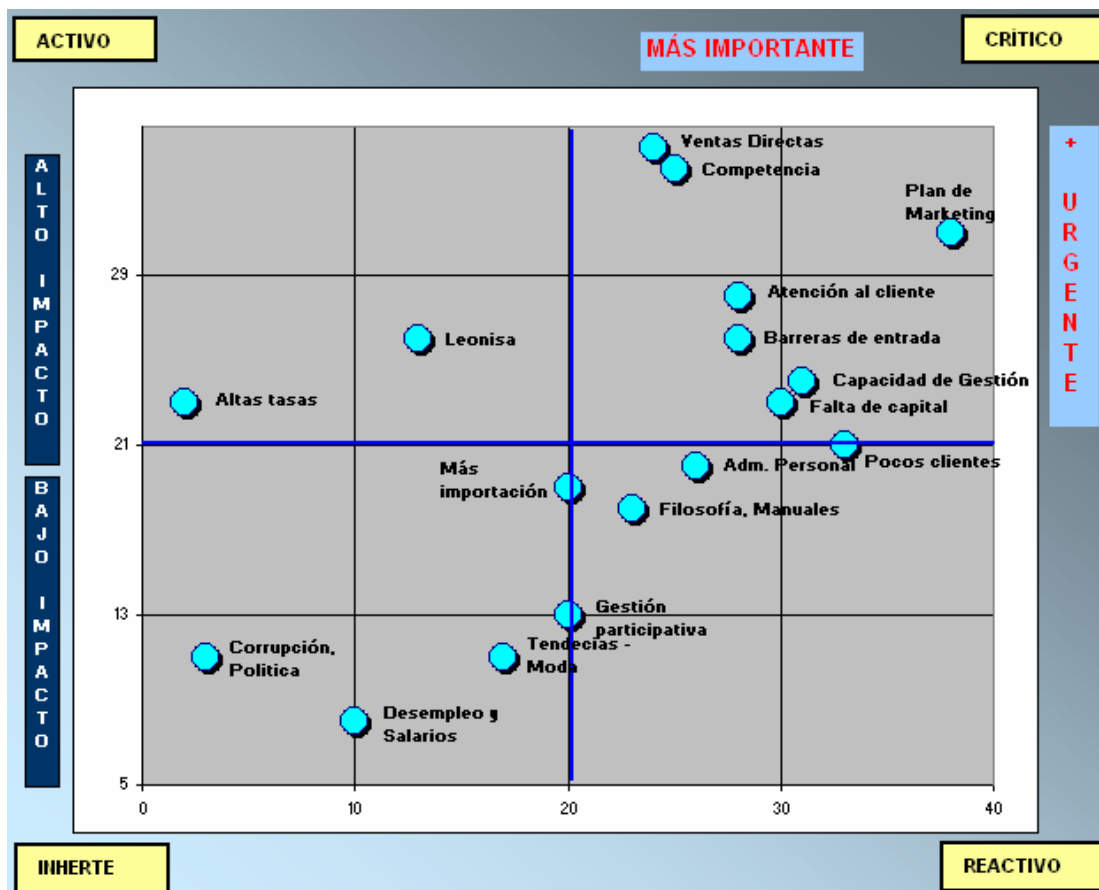 ACTIVO
MÁS IMPORTANTE
CRÍTICO
ALTO IMPACTO
BAJO IMPACTO
+ URGENTE
Ventas Directas
Competencia
Plan de
Marketing
29
Atención al cliente
Leonisa
Barreras de entrada
Capacidad de Gestión
Altas tasas
Falta de capital
21
Más
importación
Adm. Personal
Pocos clientes
Filosofía, Manuales
13
Gestión
participativa
Corrupción,
Politica
Tendecías -
Moda
Desempleo y
Salarios
5
0
10
20
30
40
INHERTE
REACTIVO